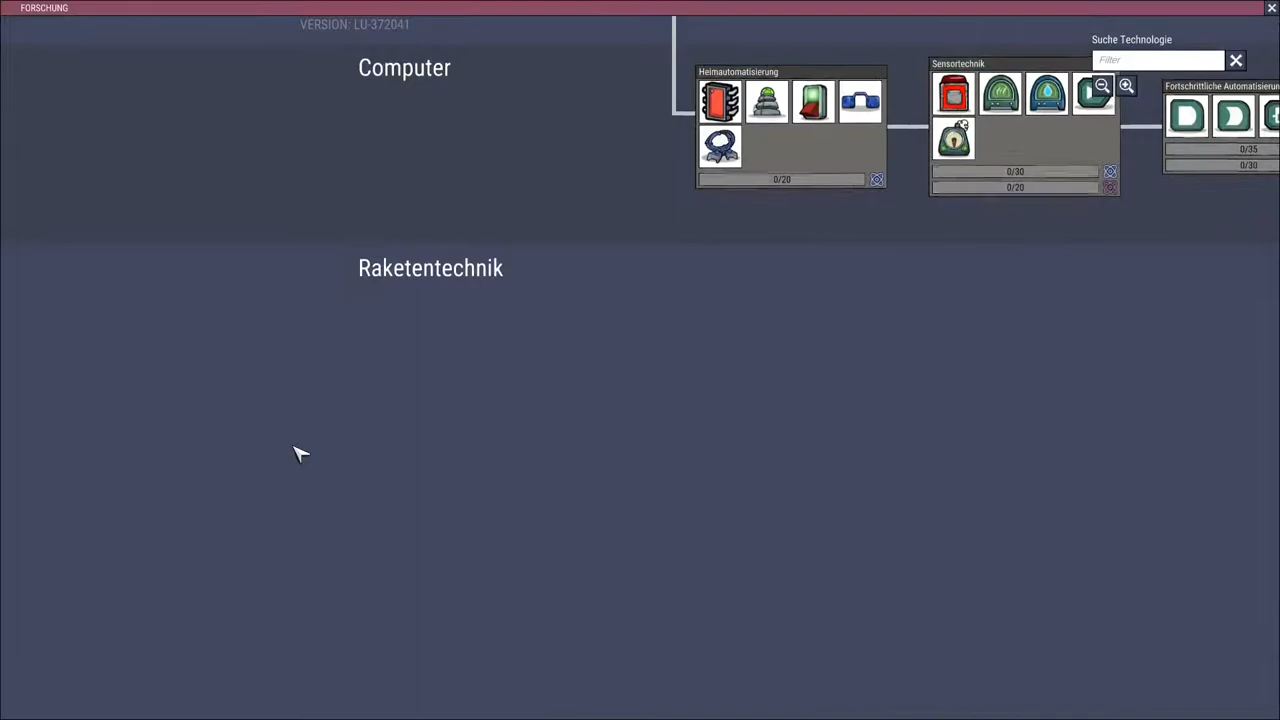 FORSCHUNG
VERSION: LU-372041
Suche Technologie
Filter
Computer
Heimautomatisierung
0/20
Sensortechnik
0/30
0/20
Fortschrittliche Automatisierun
0/35
0/30
Raketentechnik